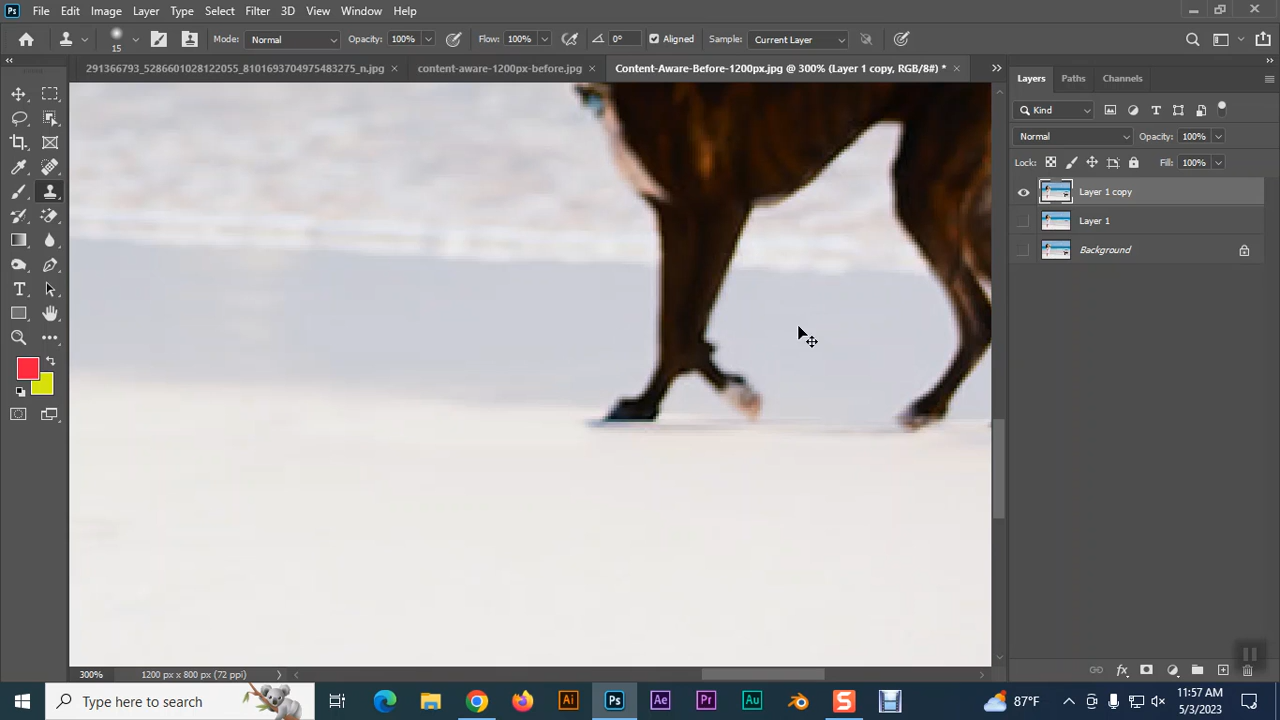 Ps File Edit Image Layer Type Select Filter 3D View Window Help
15 Mode: Normal Opacity: 100% Flow: 100% 0° Aligned Sample: Current Layer
291366793_5286601028122055_8101693704975483275_n.jpg × content-aware-1200px-before.jpg × Content-Aware-Before-1200px.jpg @ 300% (Layer 1 copy, RGB/8#) * ×
Layers Paths Channels
Kind
Normal Opacity: 100%
Lock: Fill: 100%
Layer 1 copy
Layer 1
Background
300% 1200 px x 800 px (72 ppi)
Type here to search Ai Ps Ae Pr Au S 87°F
5:57 AM
5/3/2023